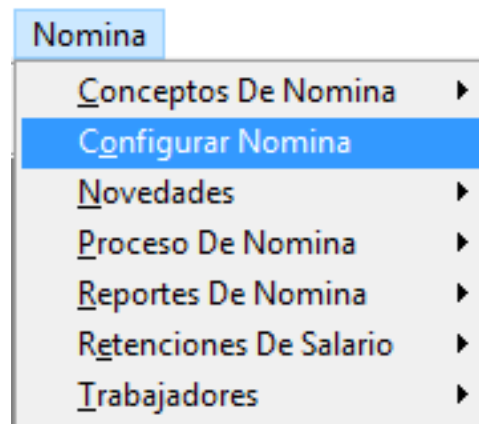 Nomina
Conceptos De Nomina
Configurar Nomina
Novedades
Proceso De Nomina
Reportes De Nomina
Retenciones De Salario
Trabajadores